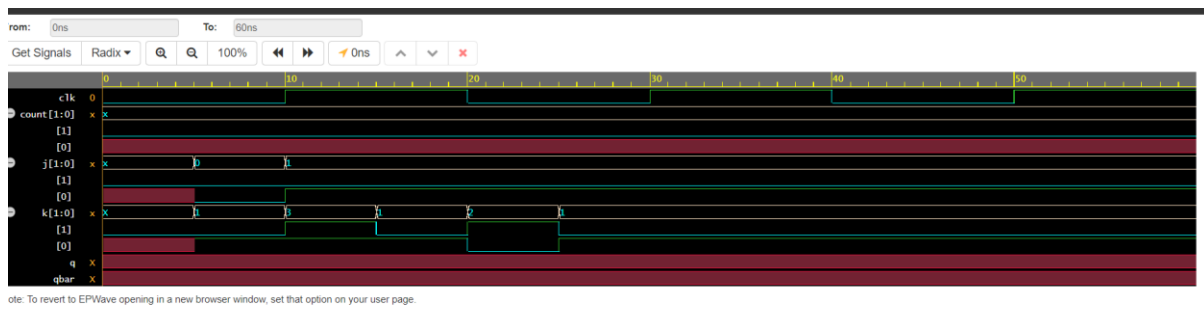 rom: 0ns To: 60ns
Get Signals Radix 100% 0ns
0 10 20 30 40 50
clk 0
count[1:0] x x
[1]
[0]
j[1:0] x x 0 1
[1]
[0]
k[1:0] x X 1 3 1 2 1
[1]
[0]
q X
qbar X
ote: To revert to EPWave opening in a new browser window, set that option on your user page.